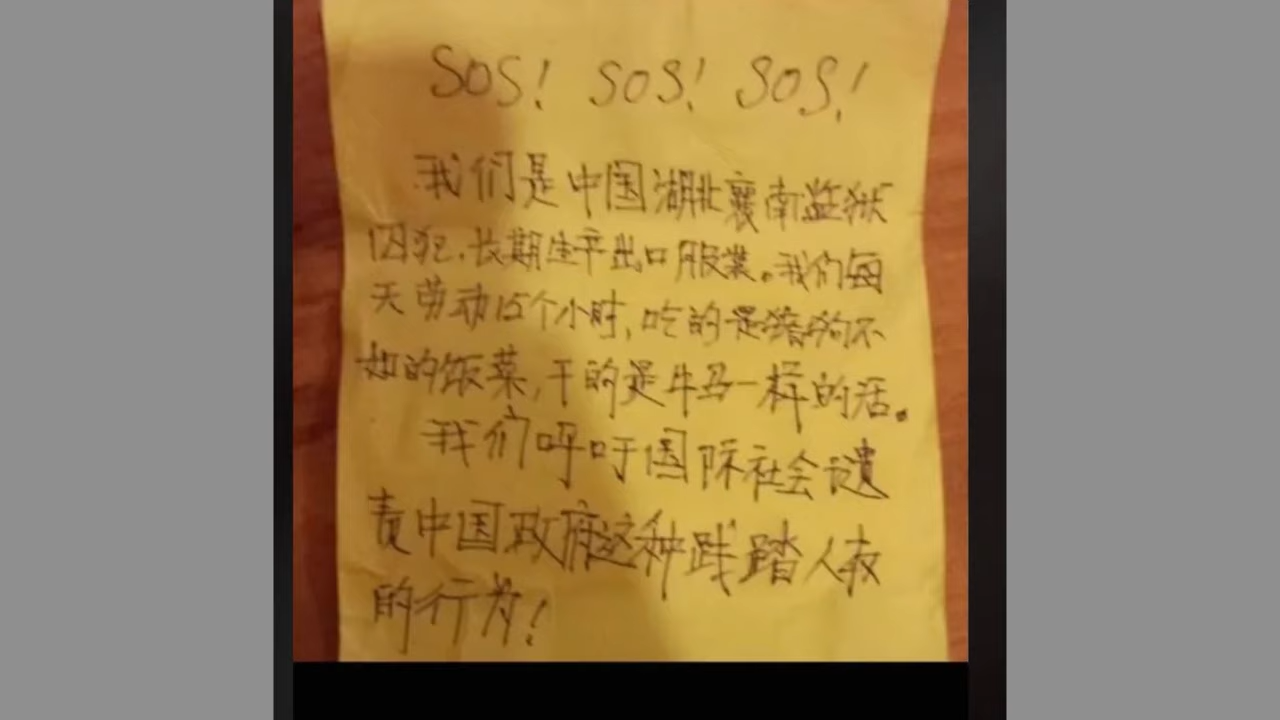 SOS! SOS! SOS!
我们是中国湖北襄南监狱
囚犯,长期生产出口服装。我们每
天劳动15个小时,吃的是猪狗不
如的饭菜,干的是牛马一样的活。
我们呼吁国际社会谴
责中国政府这种践踏人权
的行为!